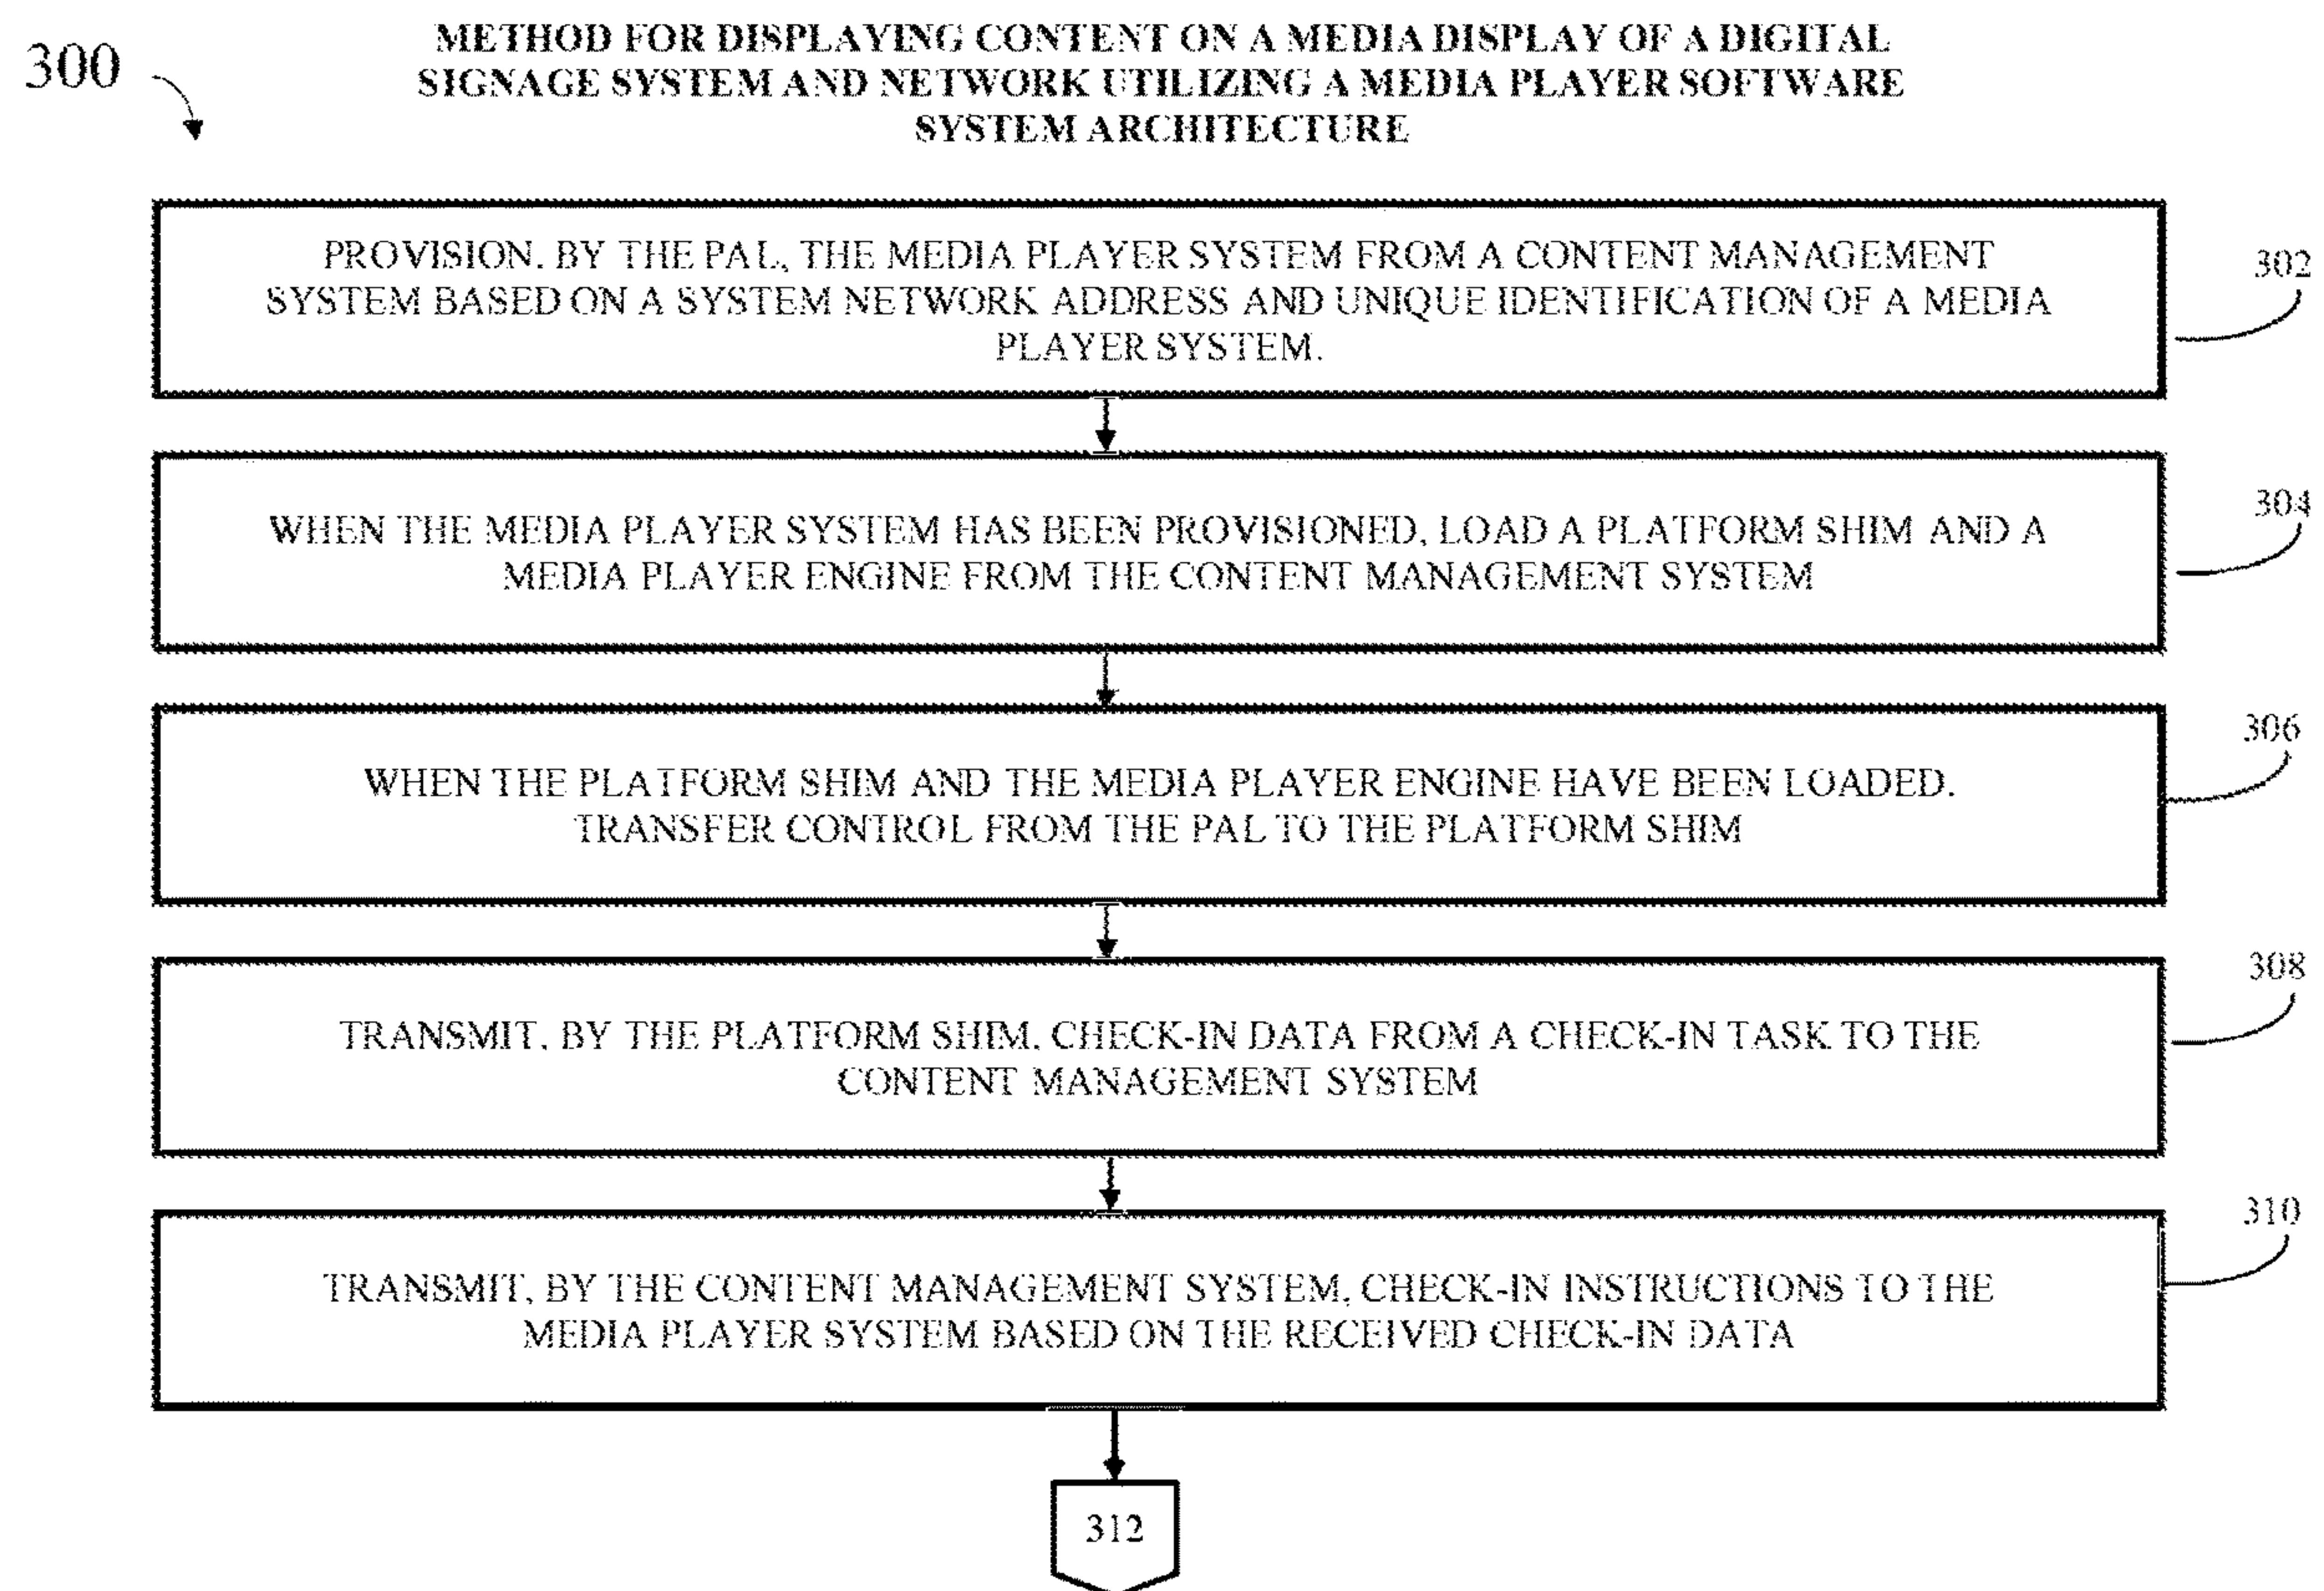 300
METHOD FOR DISPLAYING CONTENT ON A MEDIA DISPLAY OF A DIGITAL
SIGNAGE SYSTEM AND NETWORK UTILIZING A MEDIA PLAYER SOFTWARE
SYSTEM ARCHITECTURE
PROVISION, BY THE PAL, THE MEDIA PLAYER SYSTEM FROM A CONTENT MANAGEMENT
SYSTEM BASED ON A SYSTEM NETWORK ADDRESS AND UNIQUE IDENTIFICATION OF A MEDIA
PLAYER SYSTEM.
302
WHEN THE MEDIA PLAYER SYSTEM HAS BEEN PROVISIONED, LOAD A PLATFORM SHIM AND A
MEDIA PLAYER ENGINE FROM THE CONTENT MANAGEMENT SYSTEM
304
WHEN THE PLATFORM SHIM AND THE MEDIA PLAYER ENGINE HAVE BEEN LOADED,
TRANSFER CONTROL FROM THE PAL TO THE PLATFORM SHIM
306
TRANSMIT, BY THE PLATFORM SHIM, CHECK-IN DATA FROM A CHECK-IN TASK TO THE
CONTENT MANAGEMENT SYSTEM
308
TRANSMIT, BY THE CONTENT MANAGEMENT SYSTEM, CHECK-IN INSTRUCTIONS TO THE
MEDIA PLAYER SYSTEM BASED ON THE RECEIVED CHECK-IN DATA
310
312